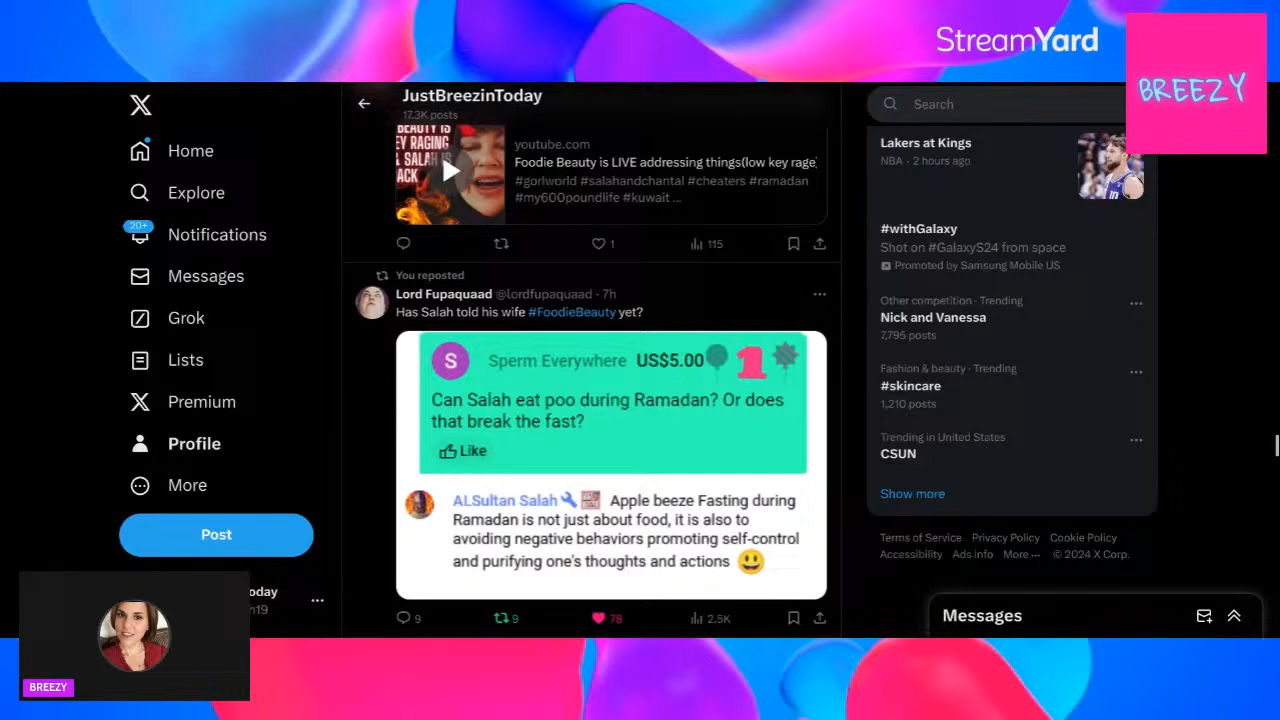 StreamYard
BREEZY
Home
Explore
20+
Notifications
Messages
Grok
Lists
Premium
Profile
More
Post
JustBreezinToday
17.3K posts
BEAUTY IS
youtube.com
Foodie Beauty is LIVE addressing things(low key rage)
#gorlworld #salahandchantal #cheaters #ramadan
#my600poundlife #kuwait ...
1
115
You reposted
Lord Fupaquaad @lordfupaquaad · 7h
Has Salah told his wife #FoodieBeauty yet?
S
Sperm Everywhere US$5.00
1
Can Salah eat poo during Ramadan? Or does
that break the fast?
Like
ALSultan Salah Apple beeze Fasting during
Ramadan is not just about food, it is also to
avoiding negative behaviors promoting self-control
and purifying one's thoughts and actions
9
9
78
2.5K
Search
Lakers at Kings
NBA · 2 hours ago
#withGalaxy
Shot on #GalaxyS24 from space
Promoted by Samsung Mobile US
Other competition · Trending
Nick and Vanessa
7,795 posts
Fashion & beauty · Trending
#skincare
1,210 posts
Trending in United States
CSUN
Show more
Terms of Service Privacy Policy Cookie Policy
Accessibility Ads info More ··· © 2024 X Corp.
Messages
oday
n19
BREEZY